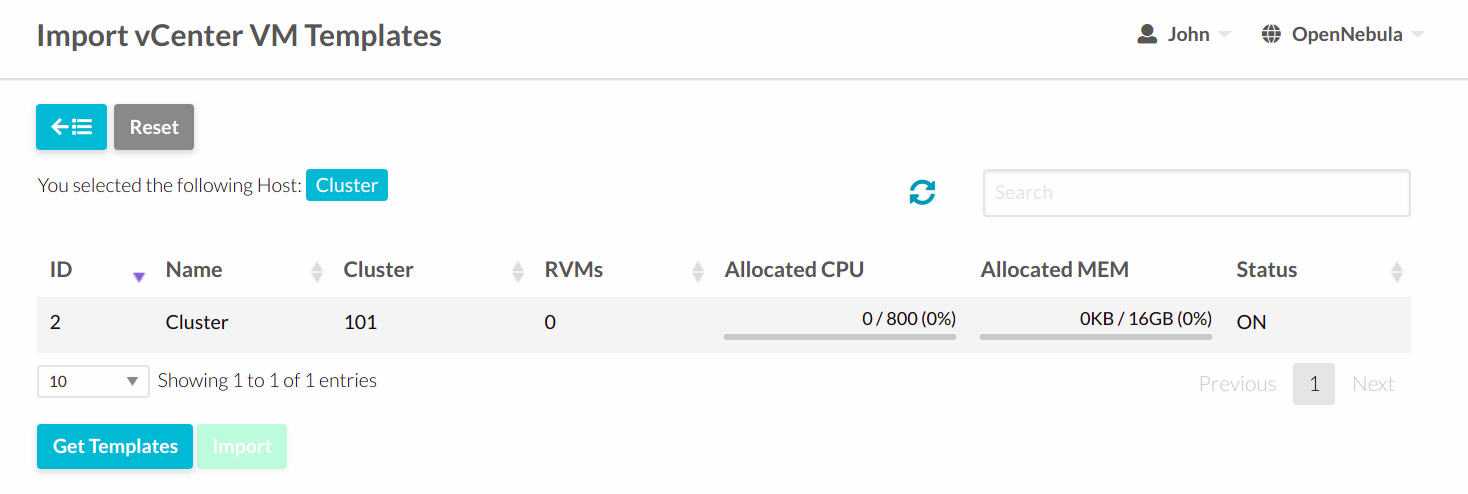 Import vCenter VM Templates John OpenNebula
Reset
You selected the following Host: Cluster Search
ID Name Cluster RVMs Allocated CPU Allocated MEM Status
2 Cluster 101 0 0 / 800 (0%) 0KB / 16GB (0%) ON
10 Showing 1 to 1 of 1 entries Previous 1 Next
Get Templates Import